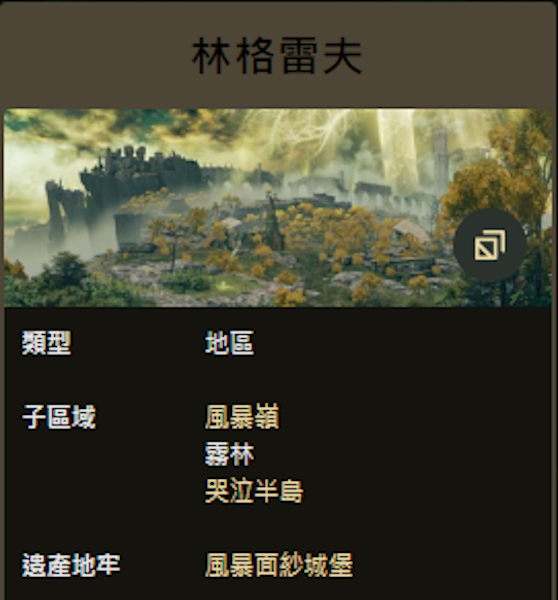 林格雷夫
類型 地區
子區域 風暴嶺
霧林
哭泣半島
遺產地牢 風暴面紗城堡